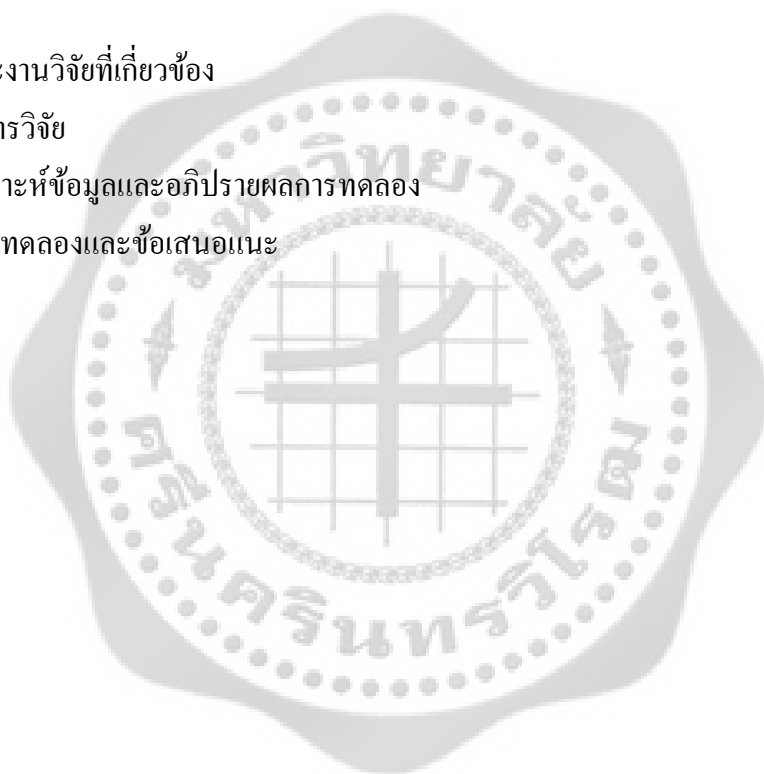 ะงานวิจัยที่เกี่ยวข้อง
ารวิจัย
าะห์ข้อมูลและอภิปรายผลการทดลอง
ทดลองและข้อเสนอแนะ
มหาวิทยาลัย
ศรีนครินทรวิโรฒ